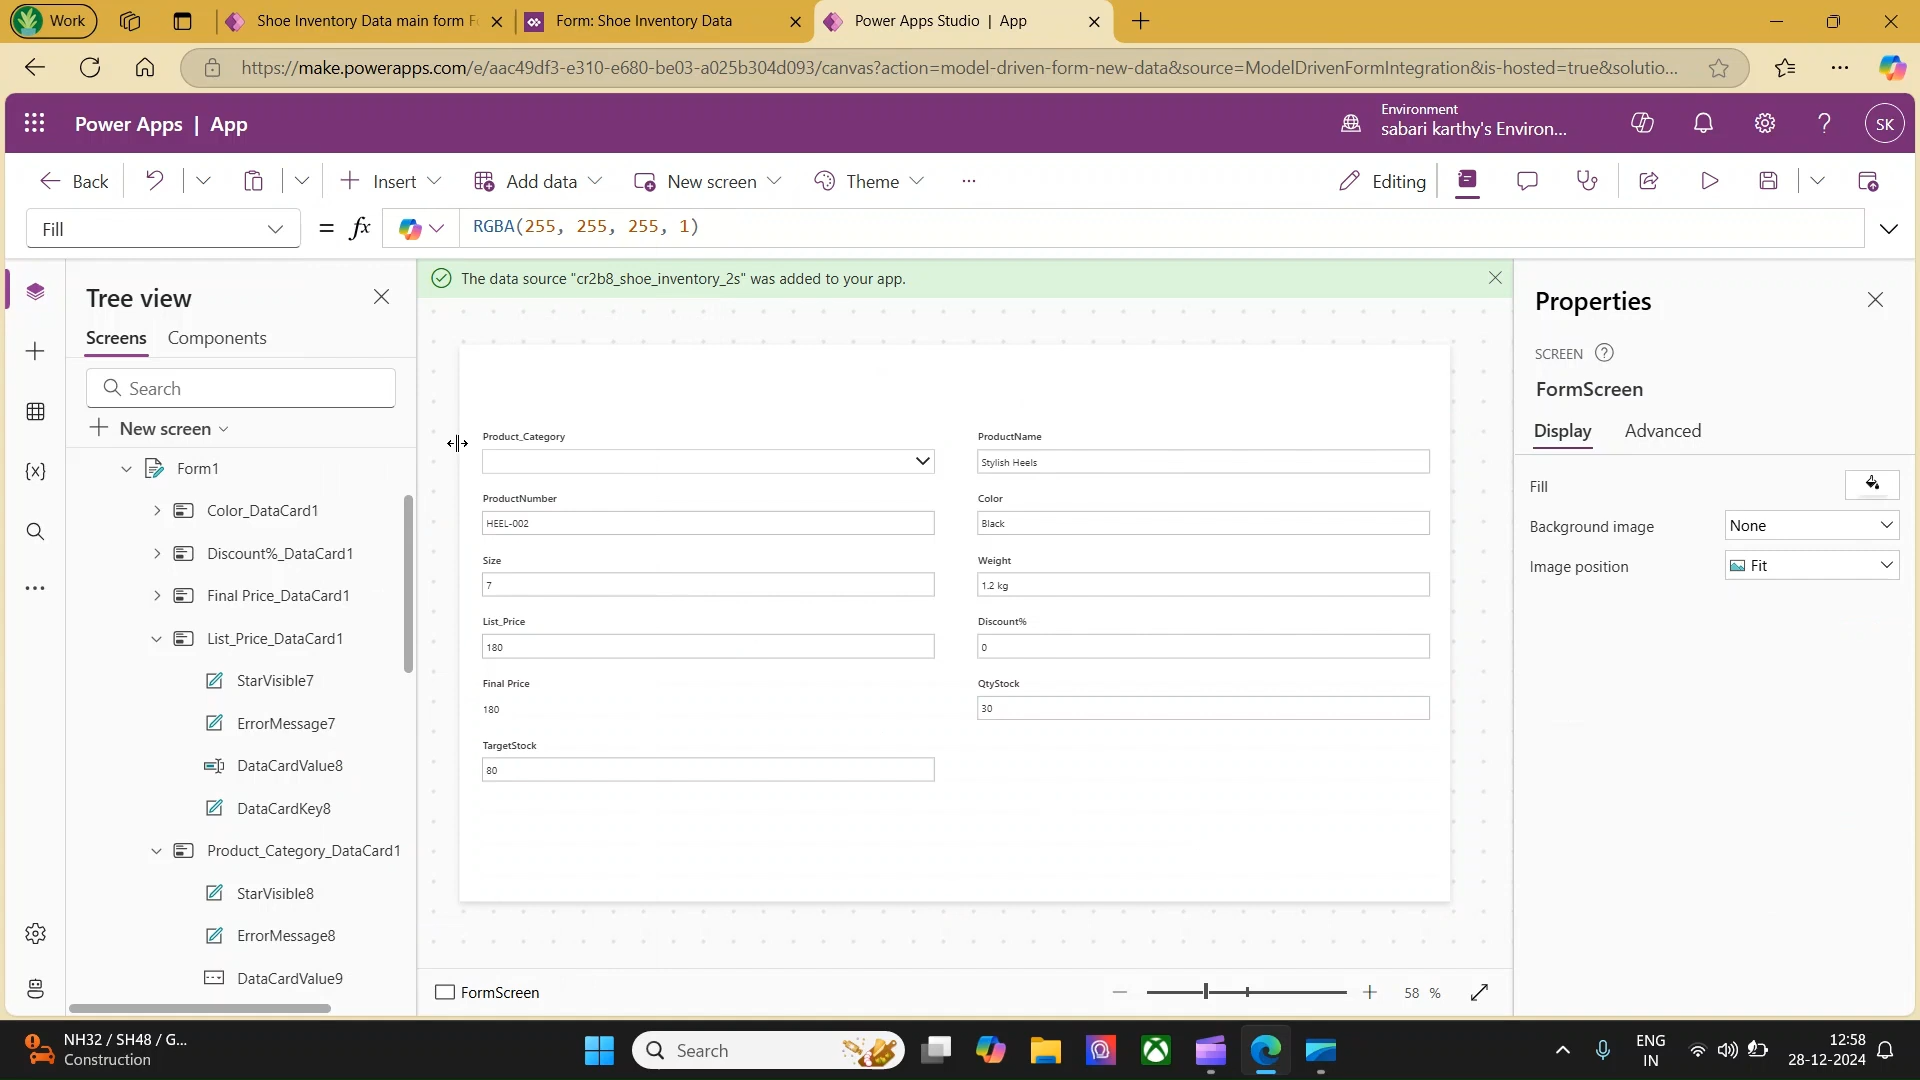 Work
Shoe Inventory Data main form Fo
Form: Shoe Inventory Data
Power Apps Studio | App
https://make.powerapps.com/e/aac49df3-e310-e680-be03-a025b304d093/canvas?action=model-driven-form-new-data&source=ModelDrivenFormIntegration&is-hosted=true&solutio...
Power Apps | App
Environment
sabari karthy's Environ...
SK
Back
Insert
Add data
New screen
Theme
Editing
Fill
= fx
RGBA(255, 255, 255, 1)
Tree view
Screens
Components
Search
New screen
Form1
Color_DataCard1
Discount%_DataCard1
Final Price_DataCard1
List_Price_DataCard1
StarVisible7
ErrorMessage7
DataCardValue8
DataCardKey8
Product_Category_DataCard1
StarVisible8
ErrorMessage8
DataCardValue9
The data source "cr2b8_shoe_inventory_2s" was added to your app.
Product_Category
ProductName
Stylish Heels
ProductNumber
HEEL-002
Color
Black
Size
7
Weight
1.2 kg
List_Price
180
Discount%
0
Final Price
180
QtyStock
30
TargetStock
80
FormScreen
58 %
Properties
SCREEN
FormScreen
Display
Advanced
Fill
Background image
None
Image position
Fit
NH32 / SH48 / G...
Construction
Search
ENG
IN
12:58
28-12-2024